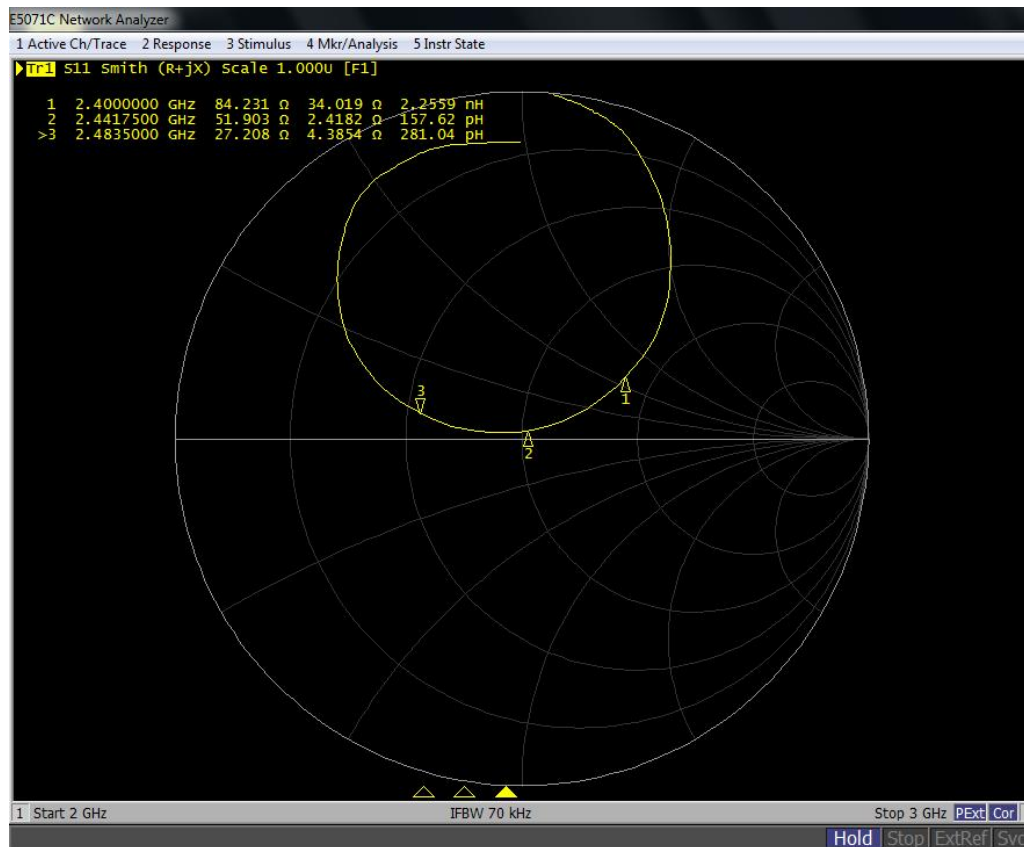 E5071C Network Analyzer
1 Active Ch/Trace 2 Response 3 Stimulus 4 Mkr/Analysis 5 Instr State
Tr1 S11 Smith (R+jX) Scale 1.000U [F1]
1 2.4000000 GHz 84.231 Ω 34.019 Ω 2.2559 nH
2 2.4417500 GHz 51.903 Ω 2.4182 Ω 157.62 pH
>3 2.4835000 GHz 27.208 Ω 4.3854 Ω 281.04 pH
3
1
2
1 Start 2 GHz IFBW 70 kHz Stop 3 GHz PExt Cor
Hold Stop ExtRef Svc